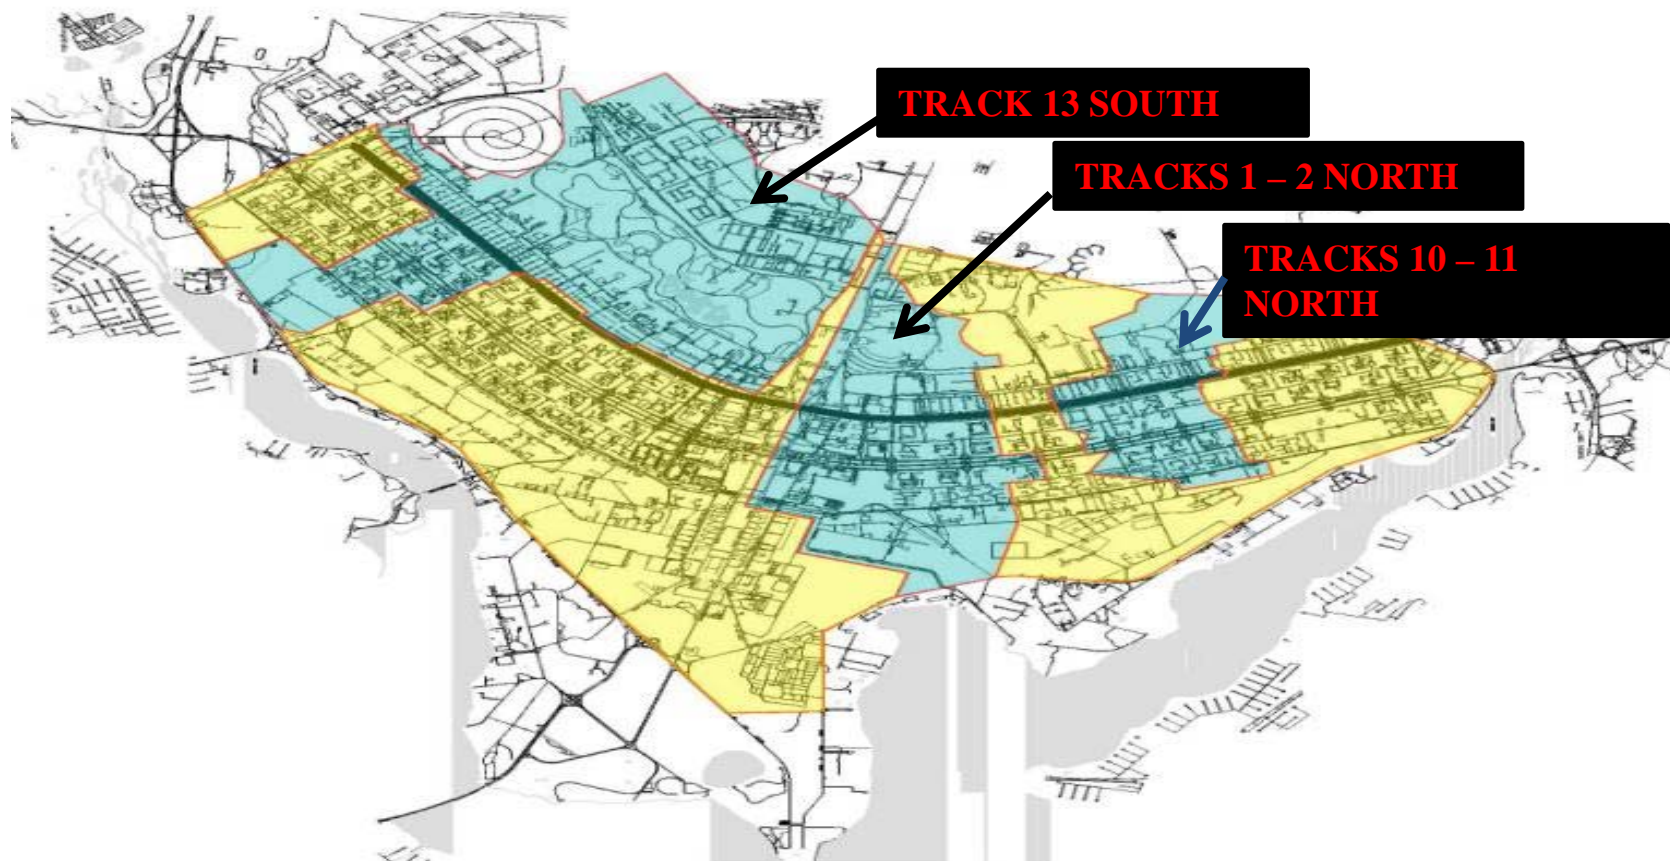 TRACK 13 SOUTH
TRACKS 1 – 2 NORTH
TRACKS 10 – 11
NORTH